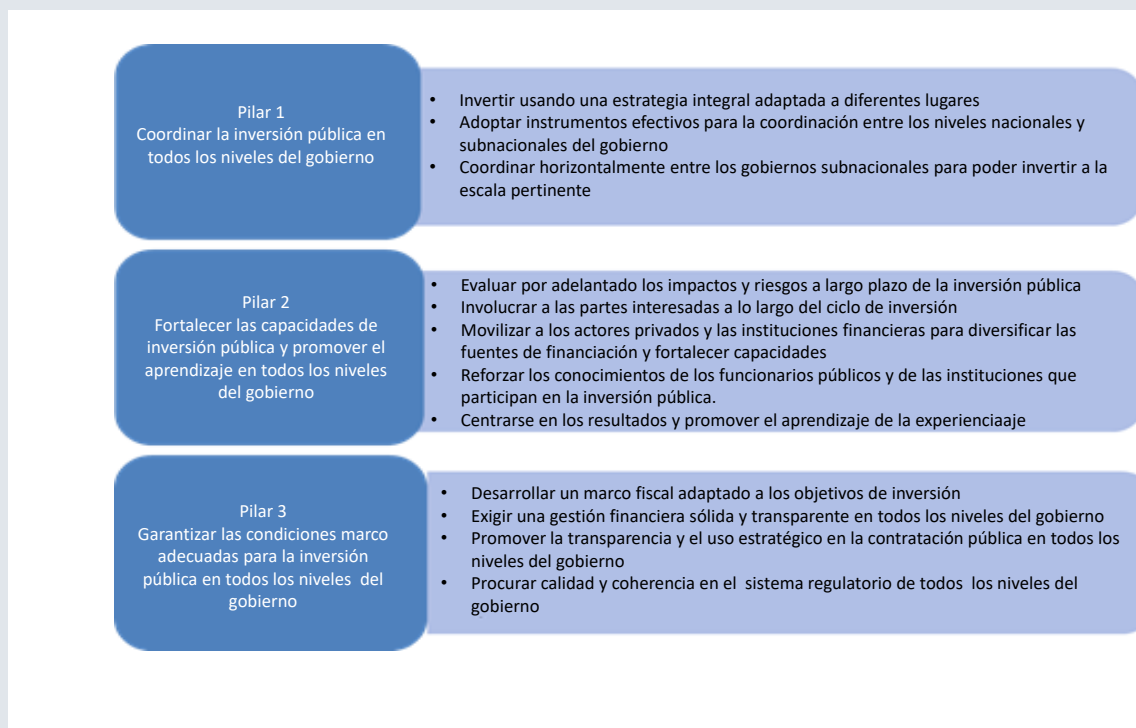 Pilar 1
Coordinar la inversión pública en
todos los niveles del gobierno
• Invertir usando una estrategia integral adaptada a diferentes lugares
• Adoptar instrumentos efectivos para la coordinación entre los niveles nacionales y
subnacionales del gobierno
• Coordinar horizontalmente entre los gobiernos subnacionales para poder invertir a la
escala pertinente
Pilar 2
Fortalecer las capacidades de
inversión pública y promover el
aprendizaje en todos los niveles
del gobierno
• Evaluar por adelantado los impactos y riesgos a largo plazo de la inversión pública
• Involucrar a las partes interesadas a lo largo del ciclo de inversión
• Movilizar a los actores privados y las instituciones financieras para diversificar las
fuentes de financiación y fortalecer capacidades
• Reforzar los conocimientos de los funcionarios públicos y de las instituciones que
participan en la inversión pública.
• Centrarse en los resultados y promover el aprendizaje de la experienciaaje
Pilar 3
Garantizar las condiciones marco
adecuadas para la inversión
pública en todos los niveles del
gobierno
• Desarrollar un marco fiscal adaptado a los objetivos de inversión
• Exigir una gestión financiera sólida y transparente en todos los niveles del gobierno
• Promover la transparencia y el uso estratégico en la contratación pública en todos los
niveles del gobierno
• Procurar calidad y coherencia en el sistema regulatorio de todos los niveles del
gobierno